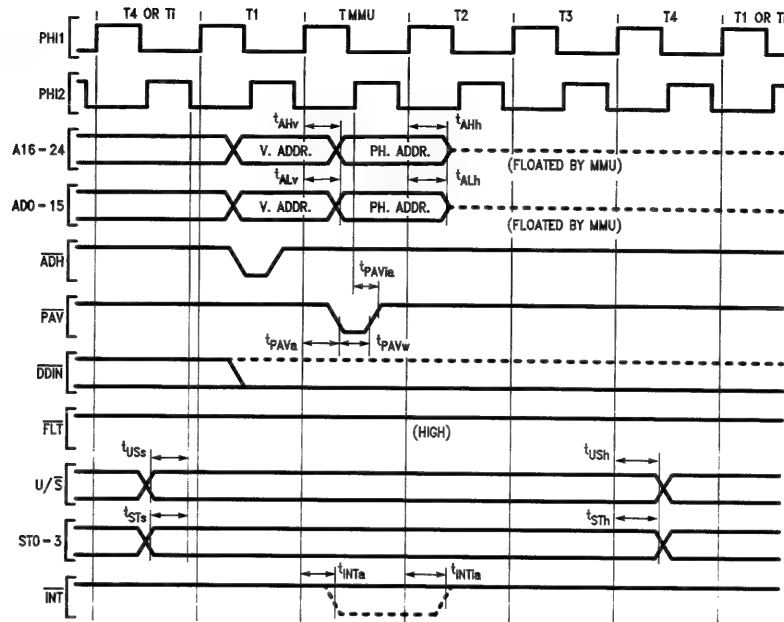 T4 OR Ti T1 TMMU T2 T3 T4
PHI1
PHI2
tAHv tAHh
A16-24 V. ADDR. PH. ADDR. (FLOATED BY MMU)
tALv tALh
AD0-15 V. ADDR. PH. ADDR. (FLOATED BY MMU)
ADH
tPAVia
PAV
tPAVa tPAVw
DDIN
FLT (HIGH)
tUSs tUSh
U/S
tSTs tSTh
ST0-3
tINTa tINTia
INT